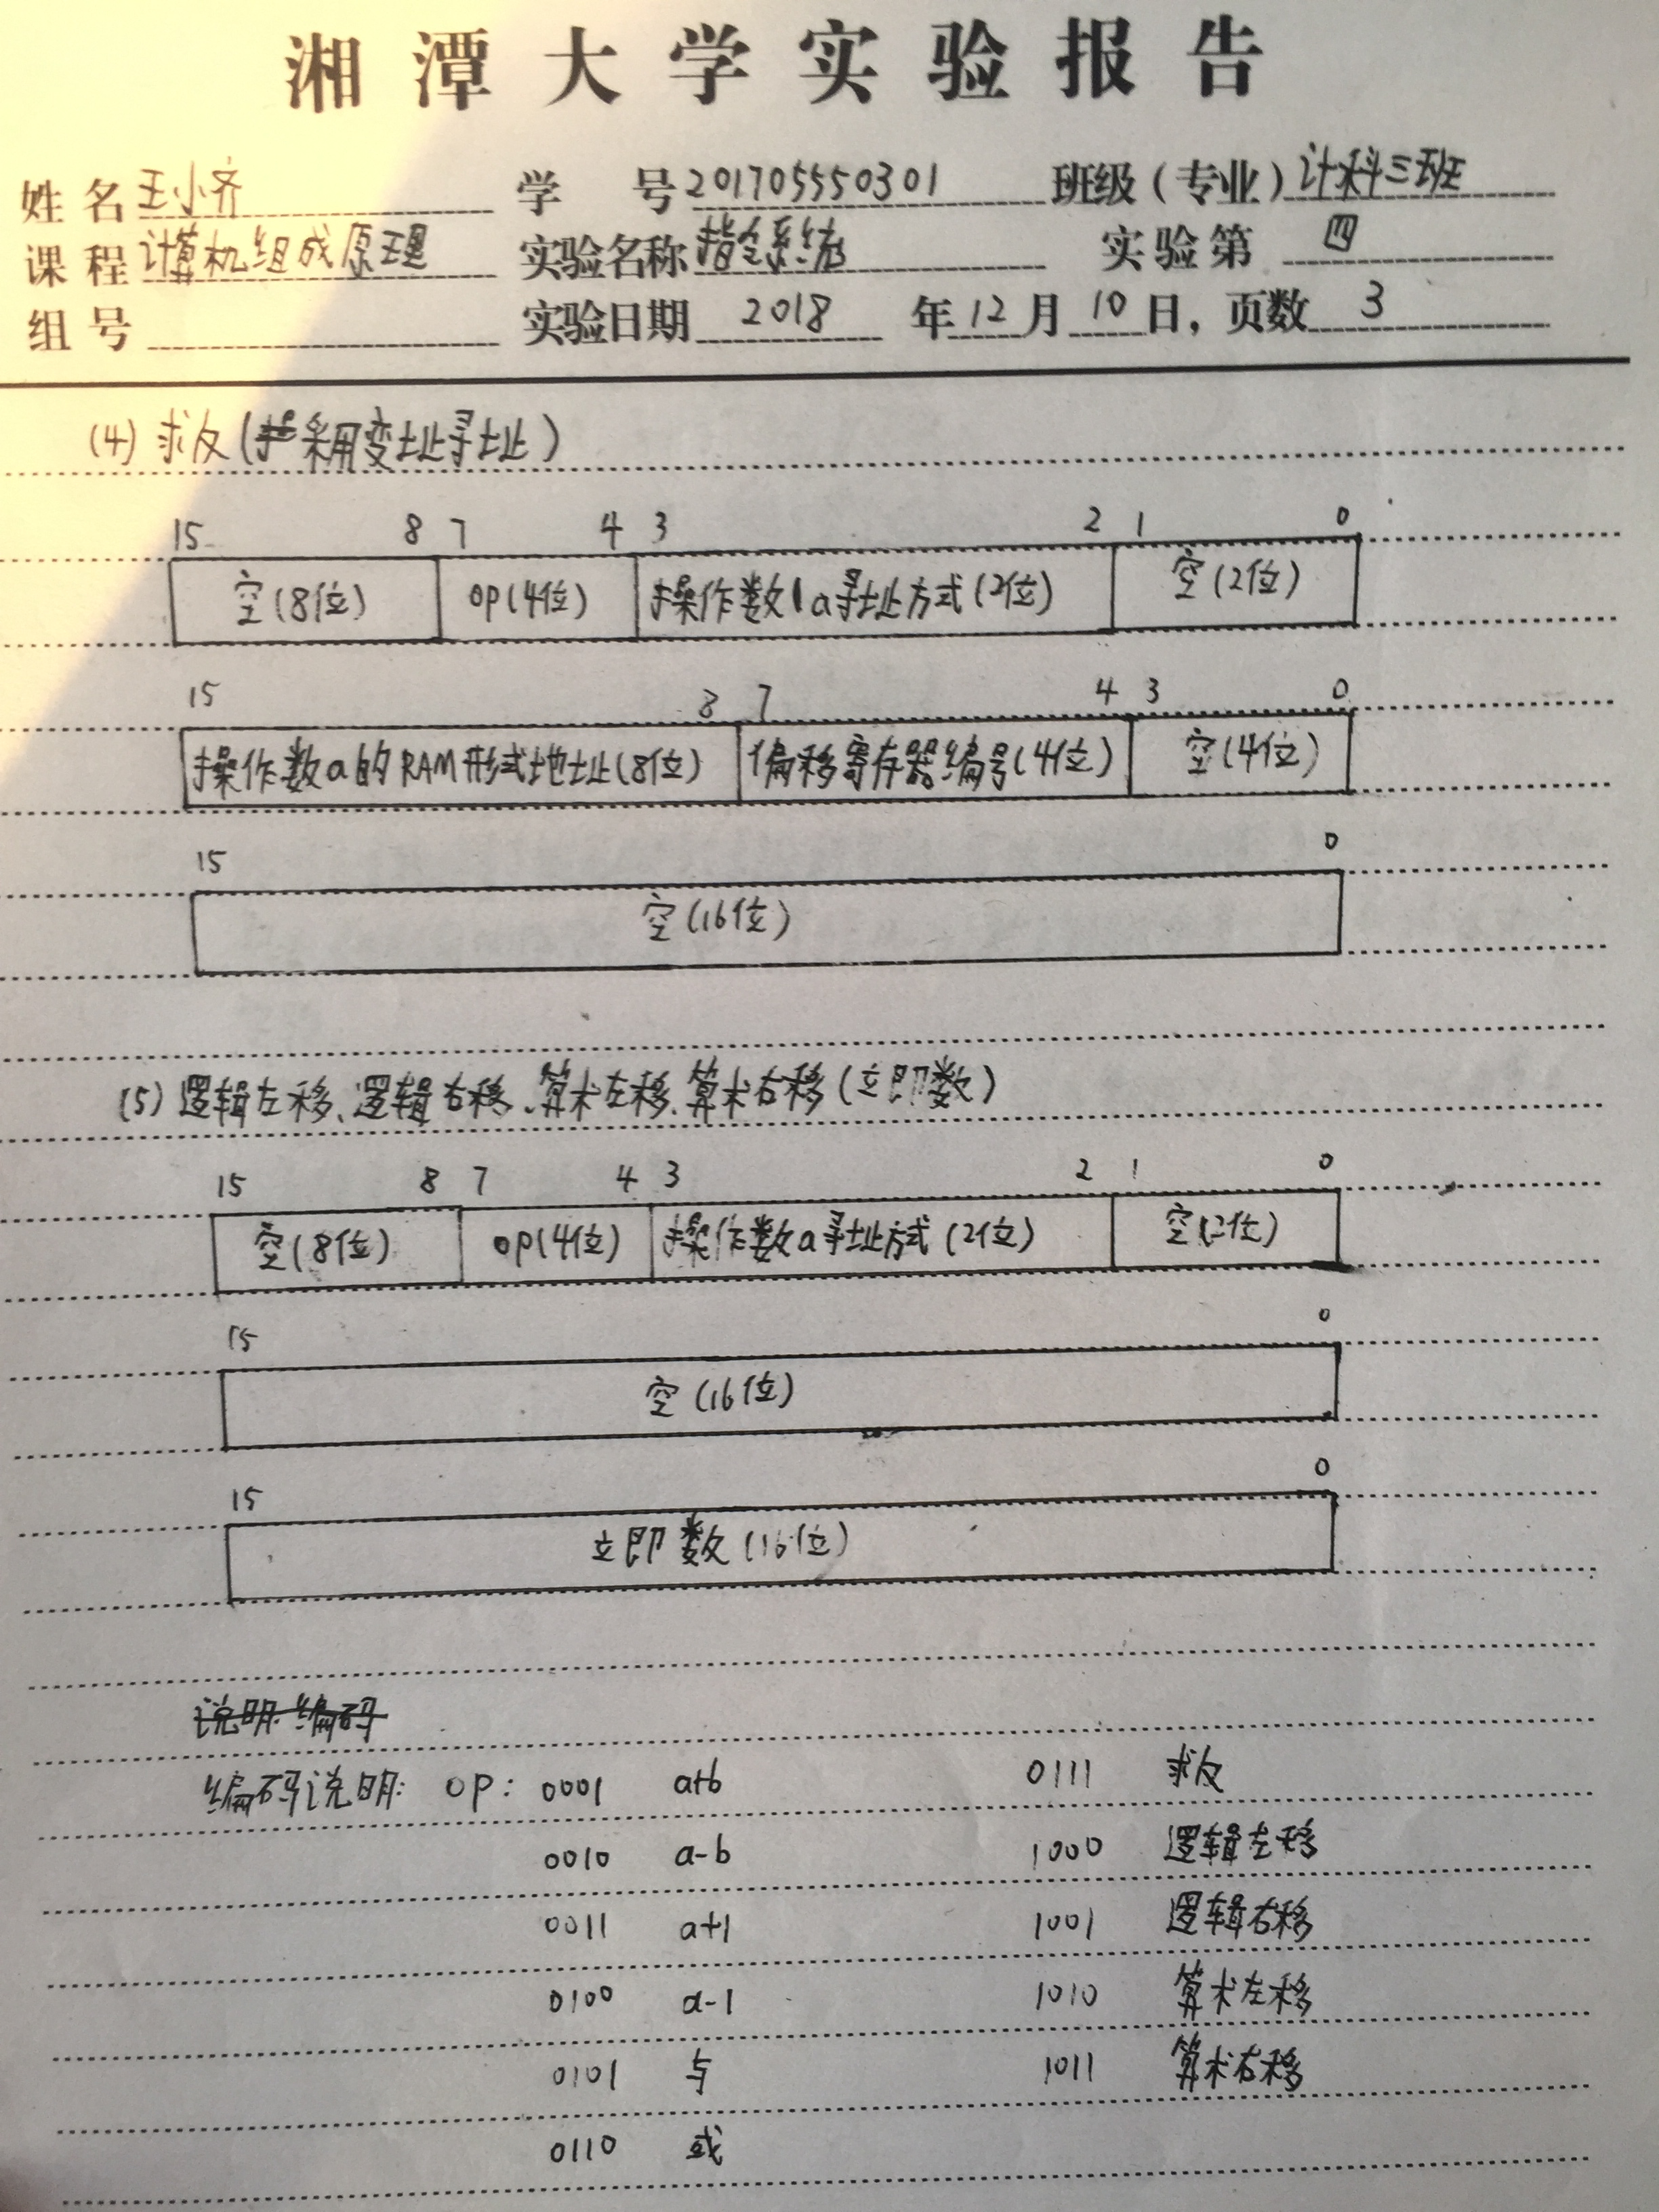 湘潭大学实验报告
姓名 王小齐 学号 201705550301 班级（专业）计科三班
课程 计算机组成原理 实验名称 指令系统 实验第 四
组号 实验日期 2018 年 12 月 10 日，页数 3
(4) 求反(采用变址寻址)
15 8 7 4 3 2 1 0
空(8位) op(4位) 操作数1a寻址方式(2位) 空(2位)
15 8 7 4 3 0
操作数a的RAM形式地址(8位) 偏移寄存器编号(4位) 空(4位)
15 0
空(16位)
(5) 逻辑左移、逻辑右移、算术左移、算术右移(立即数)
15 8 7 4 3 2 1 0
空(8位) op(4位) 操作数a寻址方式(2位) 空(2位)
15 0
空(16位)
15 0
立即数(16位)
说明:编码
编码说明: op: 0001 a+b 0111 求反
0010 a-b 1000 逻辑左移
0011 a+1 1001 逻辑右移
0100 a-1 1010 算术左移
0101 与 1011 算术右移
0110 或